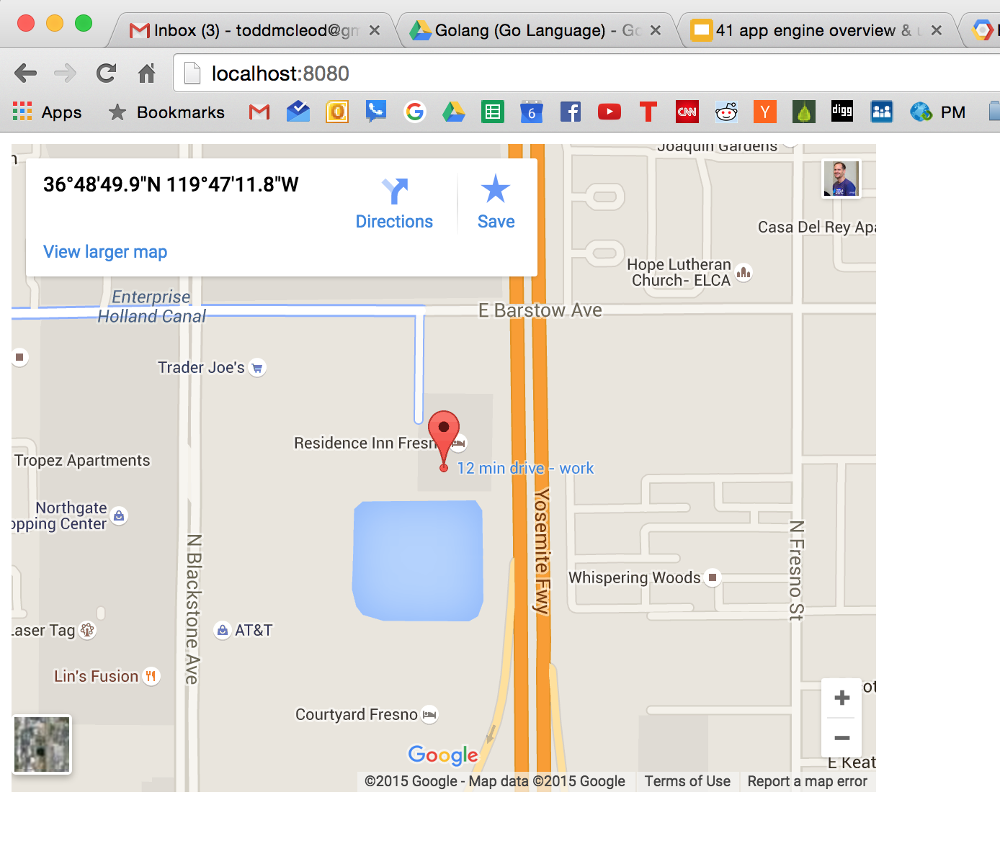 Inbox (3) - toddmcleod@gm
Golang (Go Language) - Go
41 app engine overview & u
localhost:8080
Apps
Bookmarks
6
CNN
Y
digg
PM
Joaquin Gardens
36°48'49.9"N 119°47'11.8"W
Directions
Save
View larger map
Casa Del Rey Apa
Hope Lutheran
Church- ELCA
Enterprise
Holland Canal
E Barstow Ave
Trader Joe's
Residence Inn Fresn
12 min drive - work
Tropez Apartments
Northgate
opping Center
Yosemite Fwy
N Blackstone Ave
N Fresno St
Whispering Woods
Laser Tag
AT&T
Lin's Fusion
Courtyard Fresno
Google
E Keat
©2015 Google - Map data ©2015 Google
Terms of Use
Report a map error